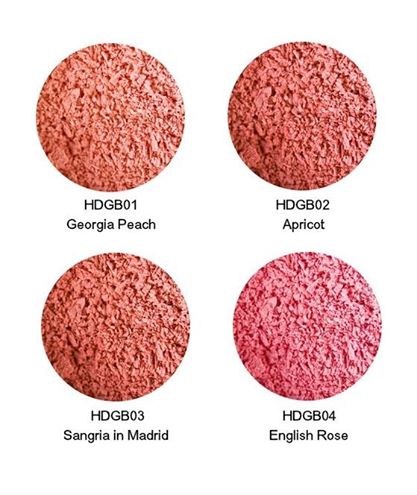 HDGB01
Georgia Peach
HDGB02
Apricot
HDGB03
Sangria in Madrid
HDGB04
English Rose